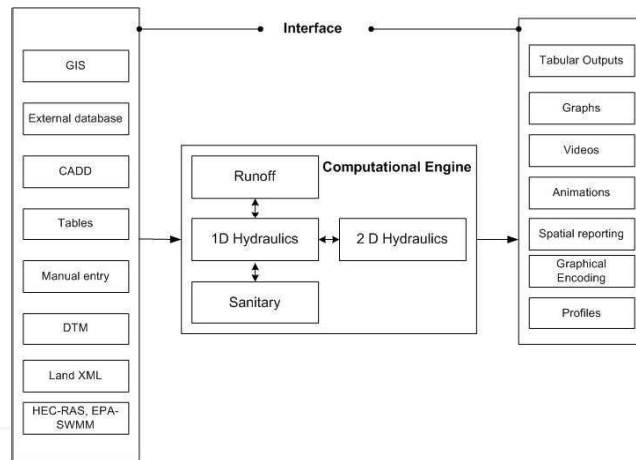 Interface
GIS
External database
CADD
Tables
Manual entry
DTM
Land XML
HEC-RAS, EPA-
SWMM
Computational Engine
Runoff
1D Hydraulics
2 D Hydraulics
Sanitary
Tabular Outputs
Graphs
Videos
Animations
Spatial reporting
Graphical
Encoding
Profiles